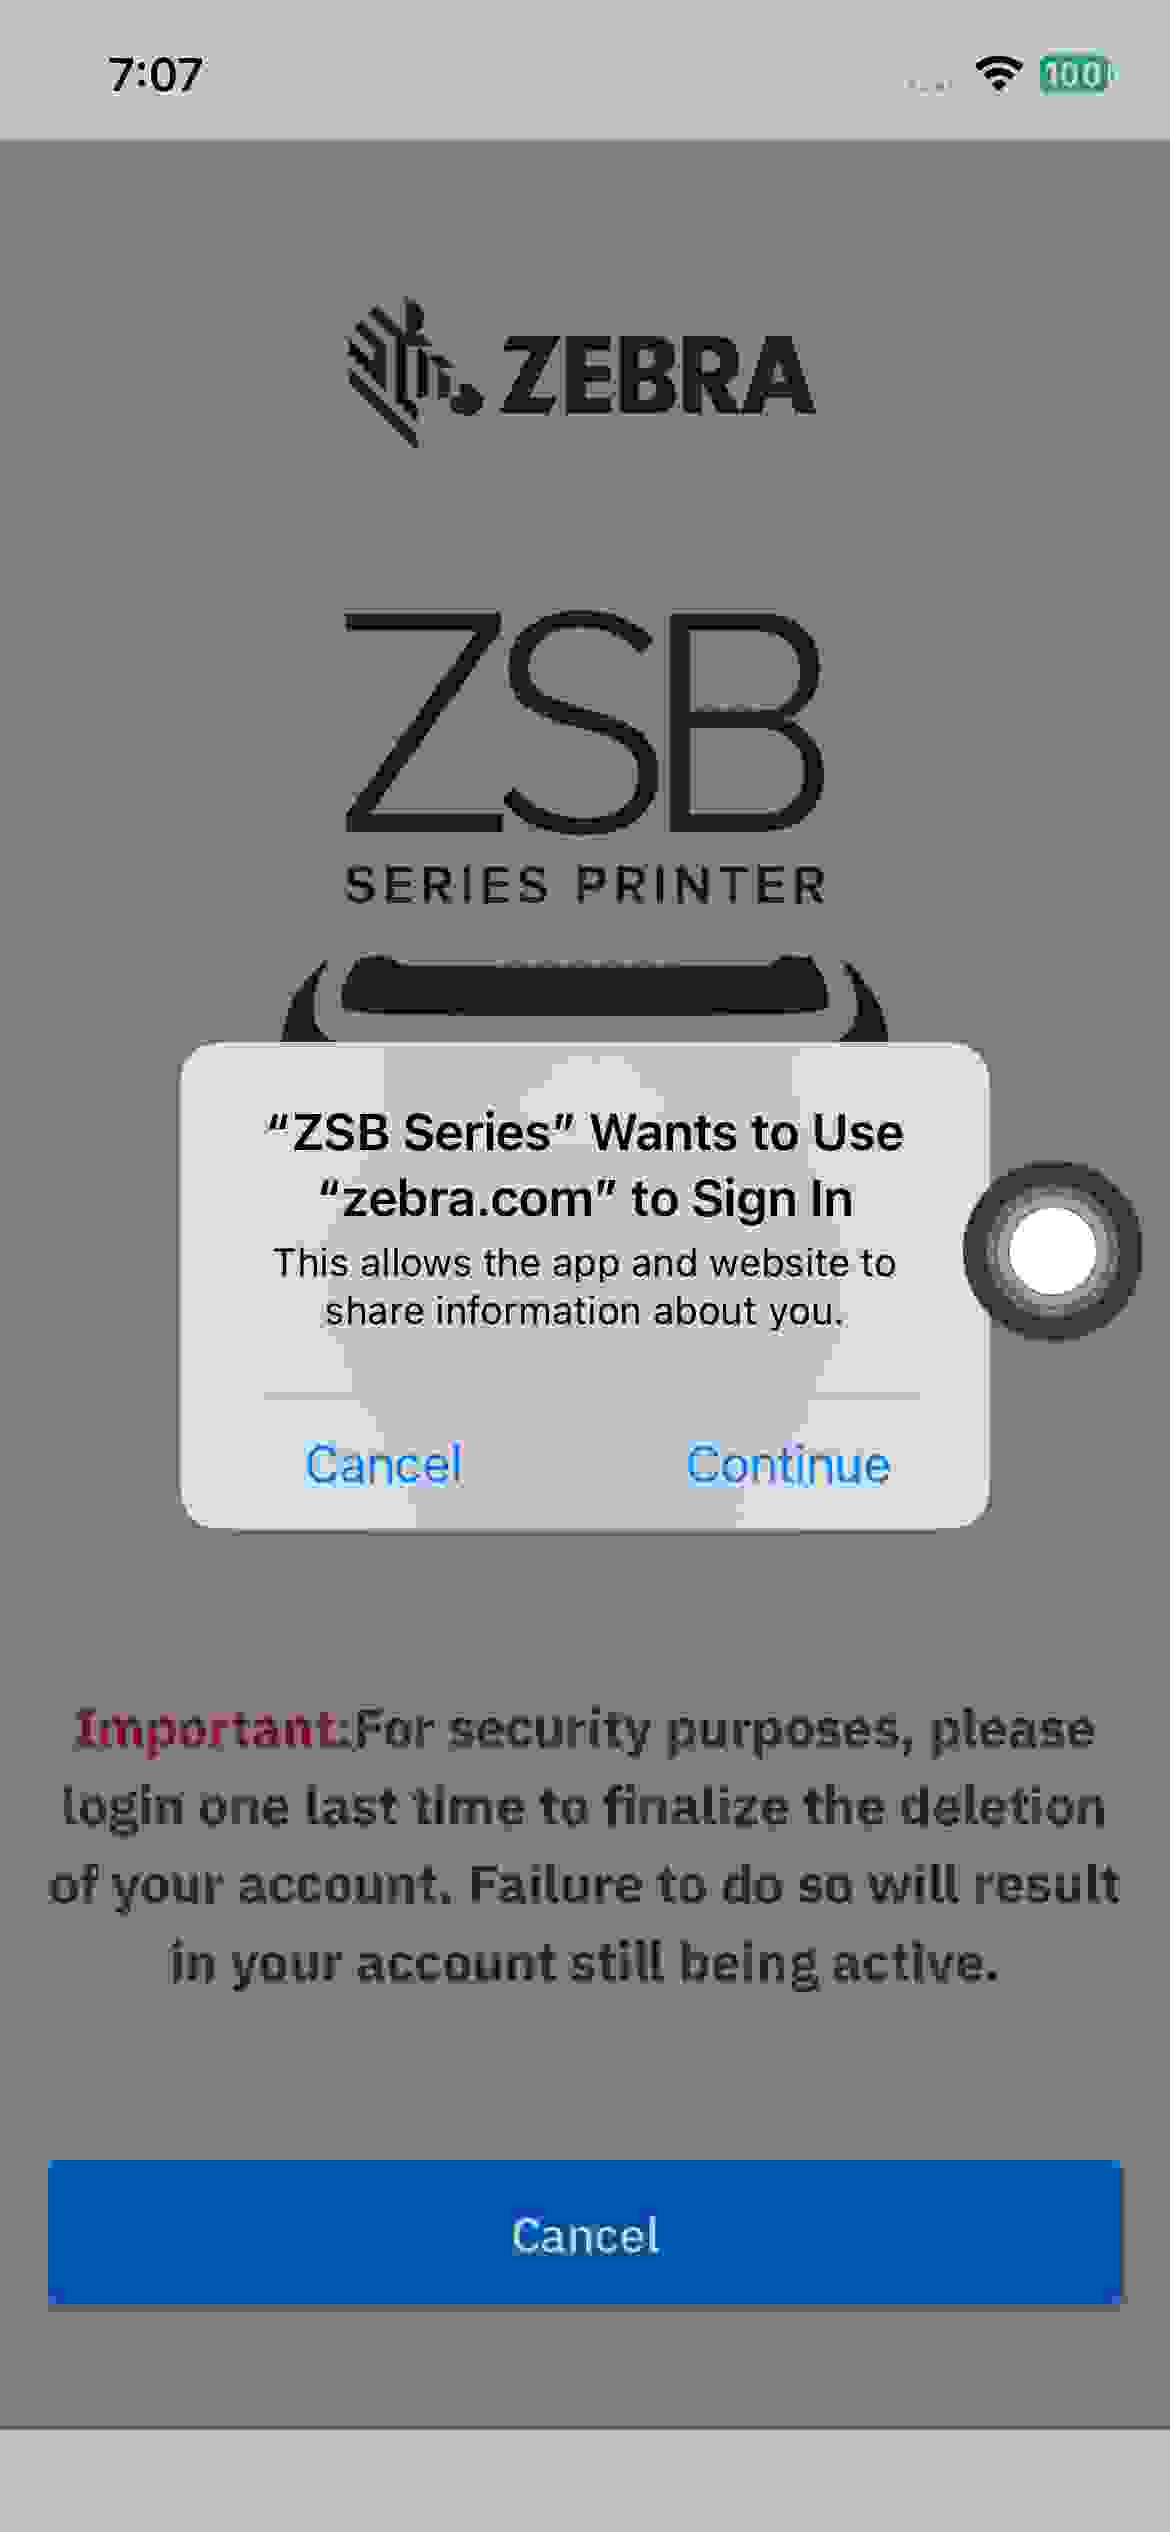 7:07
100
ZEBRA
ZSB
SERIES PRINTER
“ZSB Series” Wants to Use
“zebra.com” to Sign In
This allows the app and website to
share information about you.
Cancel
Continue
Important:For security purposes, please
login one last time to finalize the deletion
of your account. Failure to do so will result
in your account still being active.
Cancel